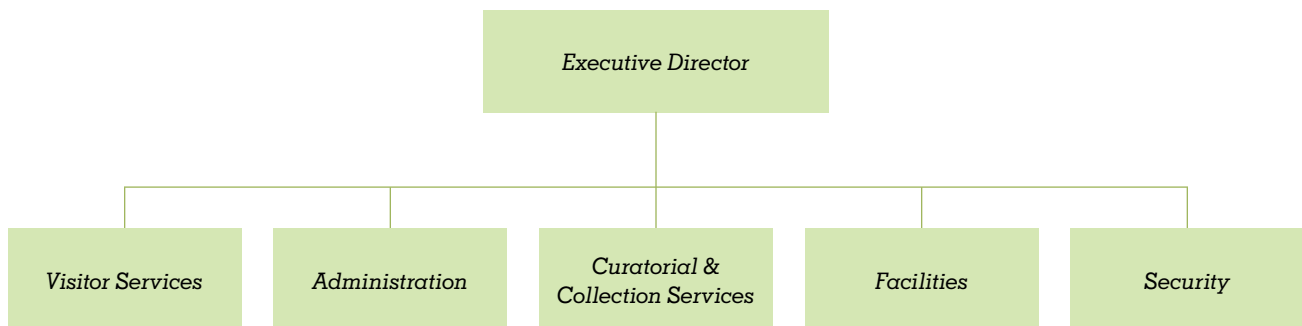 Executive Director
Visitor Services
Administration
Curatorial &
Collection Services
Facilities
Security